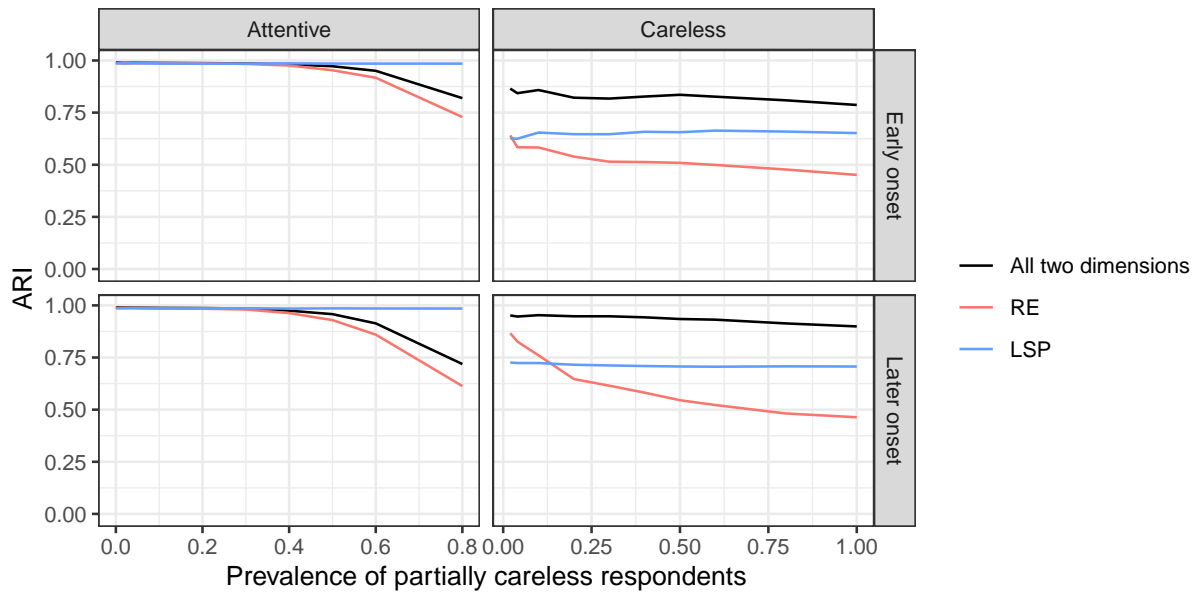 Attentive
Careless
1.00
0.75
0.50
0.25
0.00
Early onset
ARI
1.00
0.75
0.50
0.25
0.00
Later onset
0.0 0.2 0.4 0.6 0.8
0.00 0.25 0.50 0.75 1.00
Prevalence of partially careless respondents
All two dimensions
RE
LSP